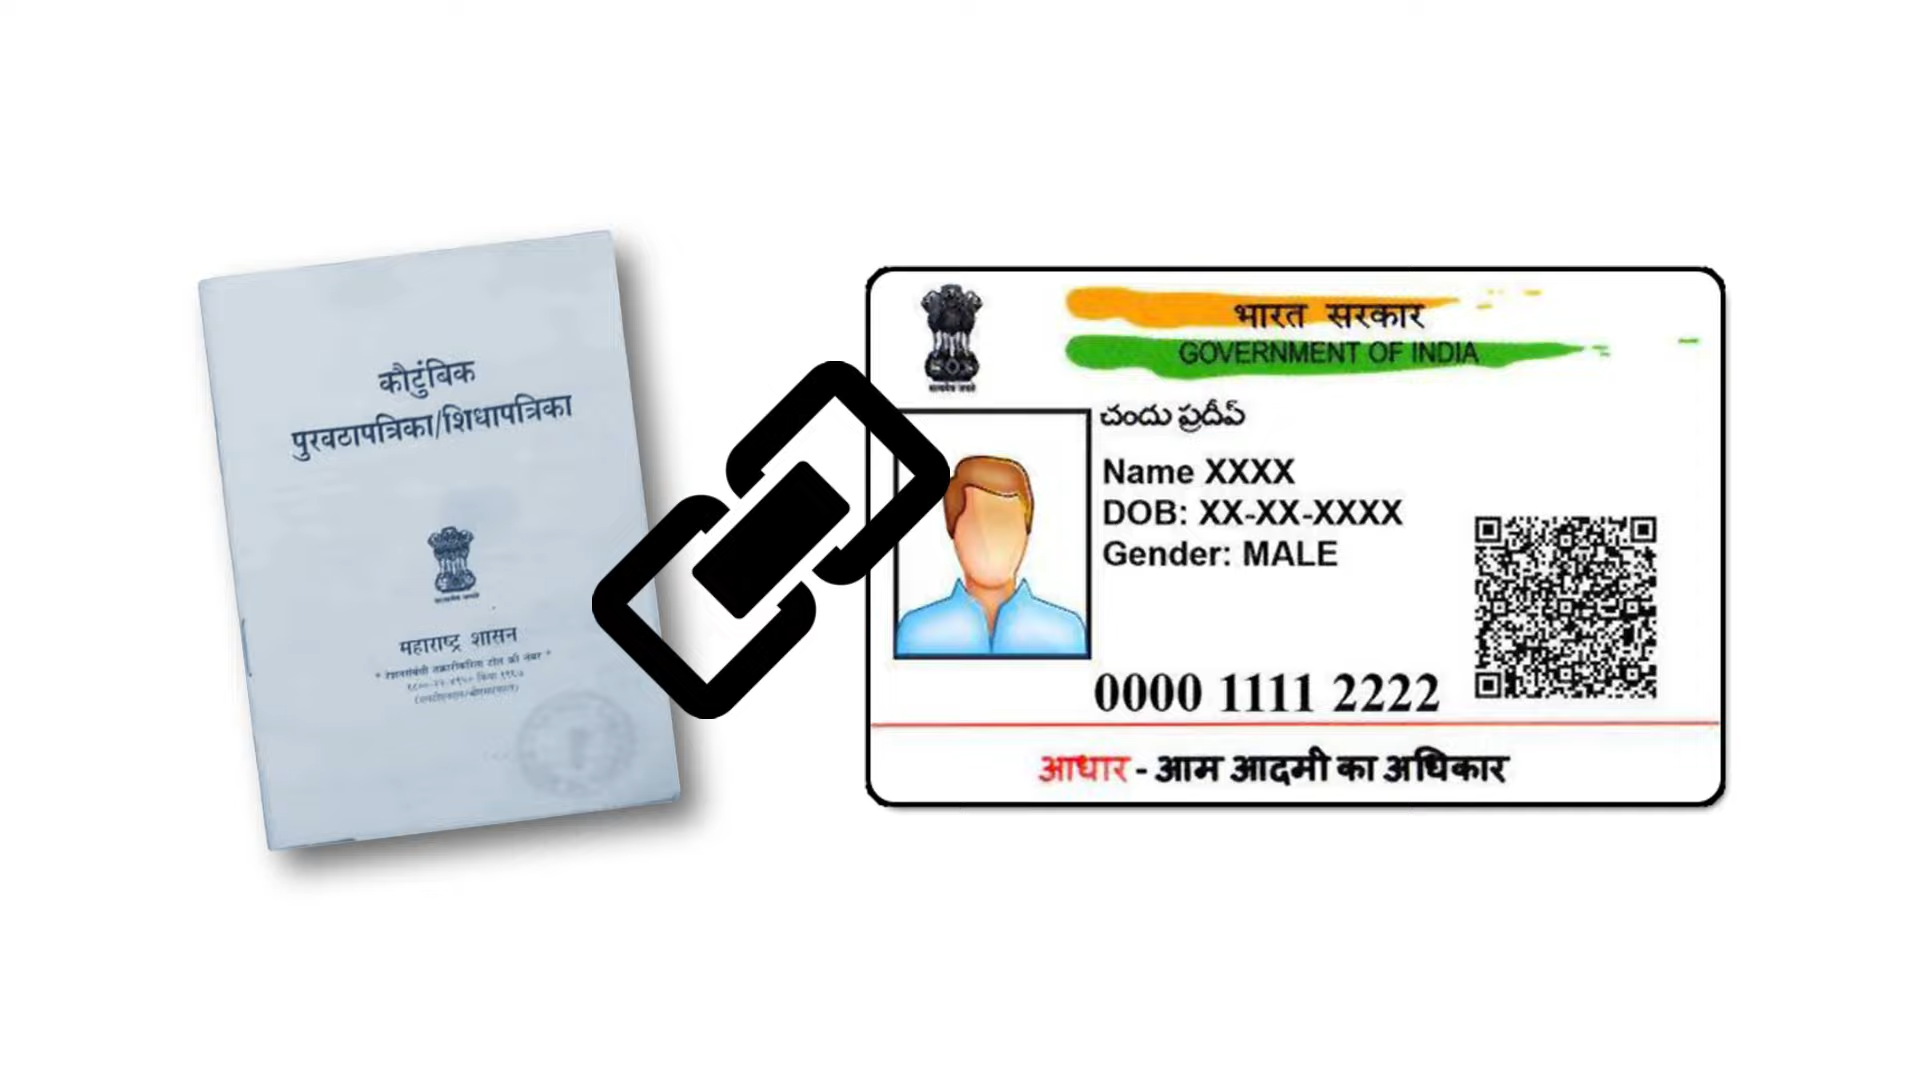 कौटुंबिक
पुरवठापत्रिका/शिधापत्रिका
महाराष्ट्र शासन
भारत सरकार
GOVERNMENT OF INDIA
చందు ప్రదీప్
Name XXXX
DOB: XX-XX-XXXX
Gender: MALE
0000 1111 2222
आधार - आम आदमी का अधिकार